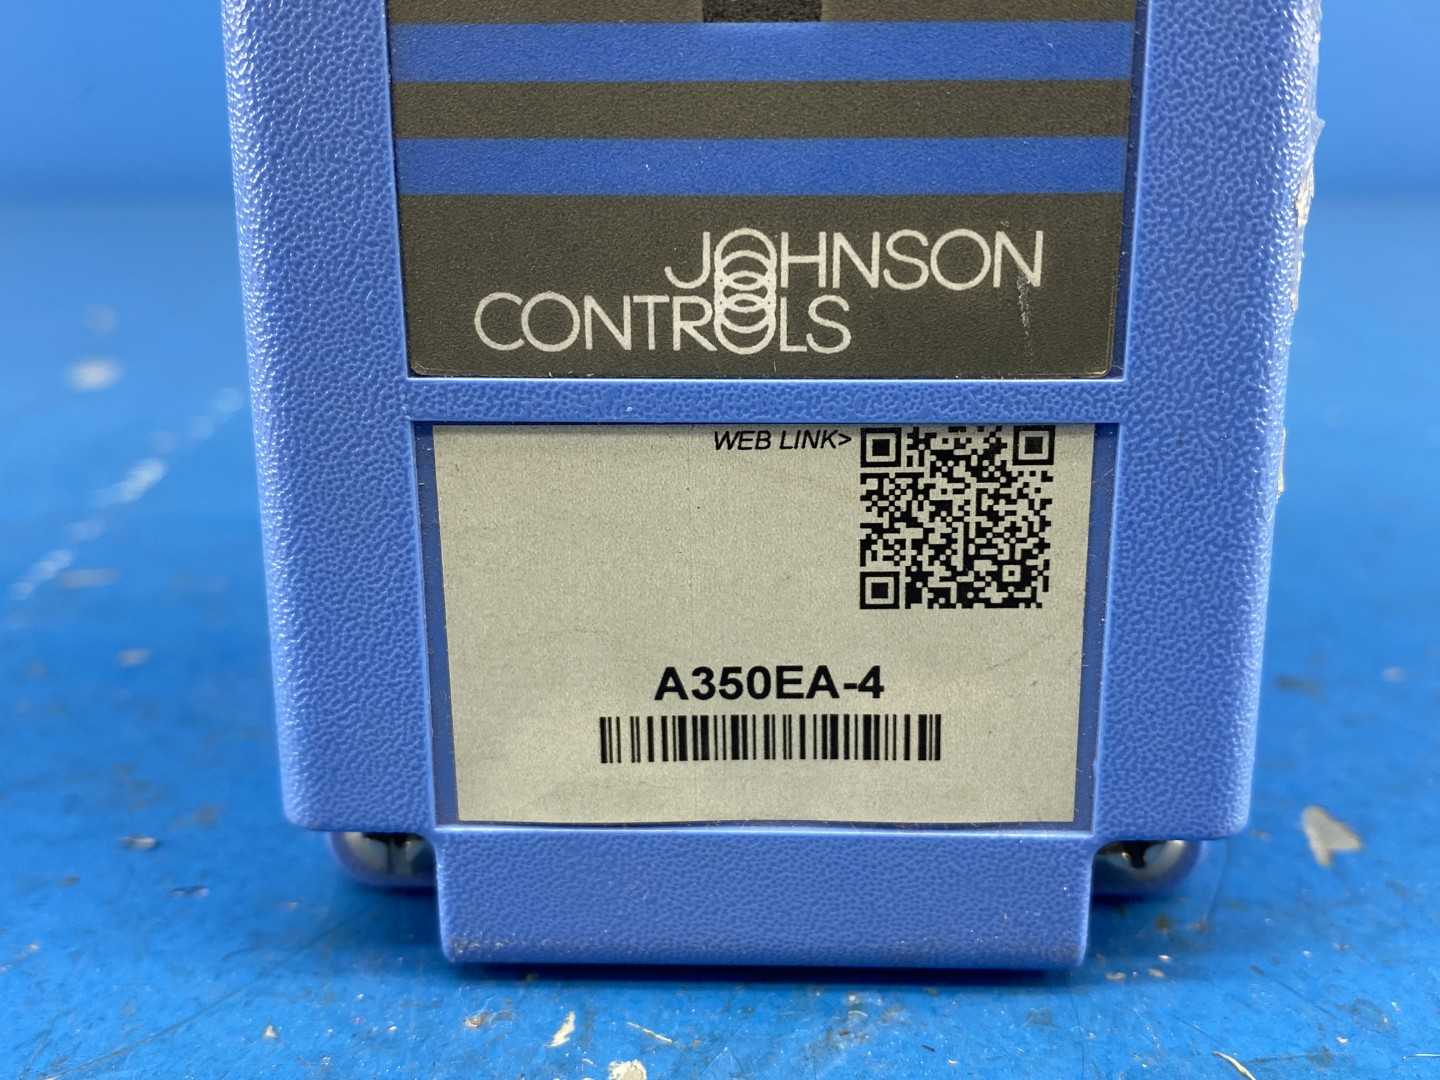 JOHNSON
CONTROLS
WEB LINK>
A350EA-4